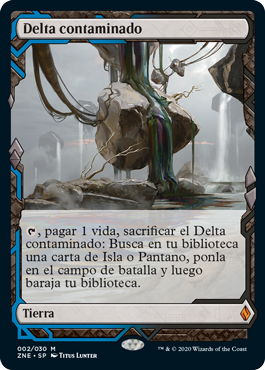 Delta contaminado
, pagar 1 vida, sacrificar el Delta
contaminado: Busca en tu biblioteca
una carta de Isla o Pantano, ponla
en el campo de batalla y luego
baraja tu biblioteca.
Tierra
002/030 M
ZNE • SP Titus Lunter
™ & © 2020 Wizards of the Coast